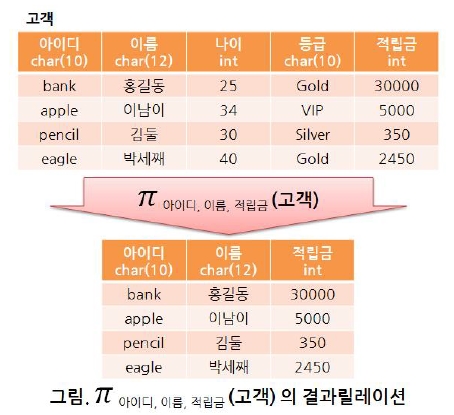 고객
아이디 이름 나이 등급 적립금
char(10) char(12) int char(10) int
bank 홍길동 25 Gold 30000
apple 이남이 34 VIP 5000
pencil 김둘 30 Silver 350
eagle 박세째 40 Gold 2450
π 아이디, 이름, 적립금 (고객)
아이디 이름 적립금
char(10) char(12) int
bank 홍길동 30000
apple 이남이 5000
pencil 김둘 350
eagle 박세째 2450
그림. π 아이디, 이름, 적립금 (고객) 의 결과릴레이션